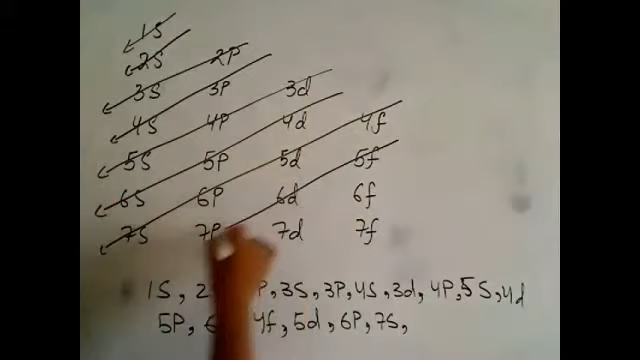 1S
2S 2P
3S 3P 3d
4S 4P 4d 4f
5S 5P 5d 5f
6S 6P 6d 6f
7S 7P 7d 7f
1S, 2 P, 3S, 3P, 4S, 3d, 4P, 5S, 4d
5P, 6 4f, 5d, 6P, 7S,